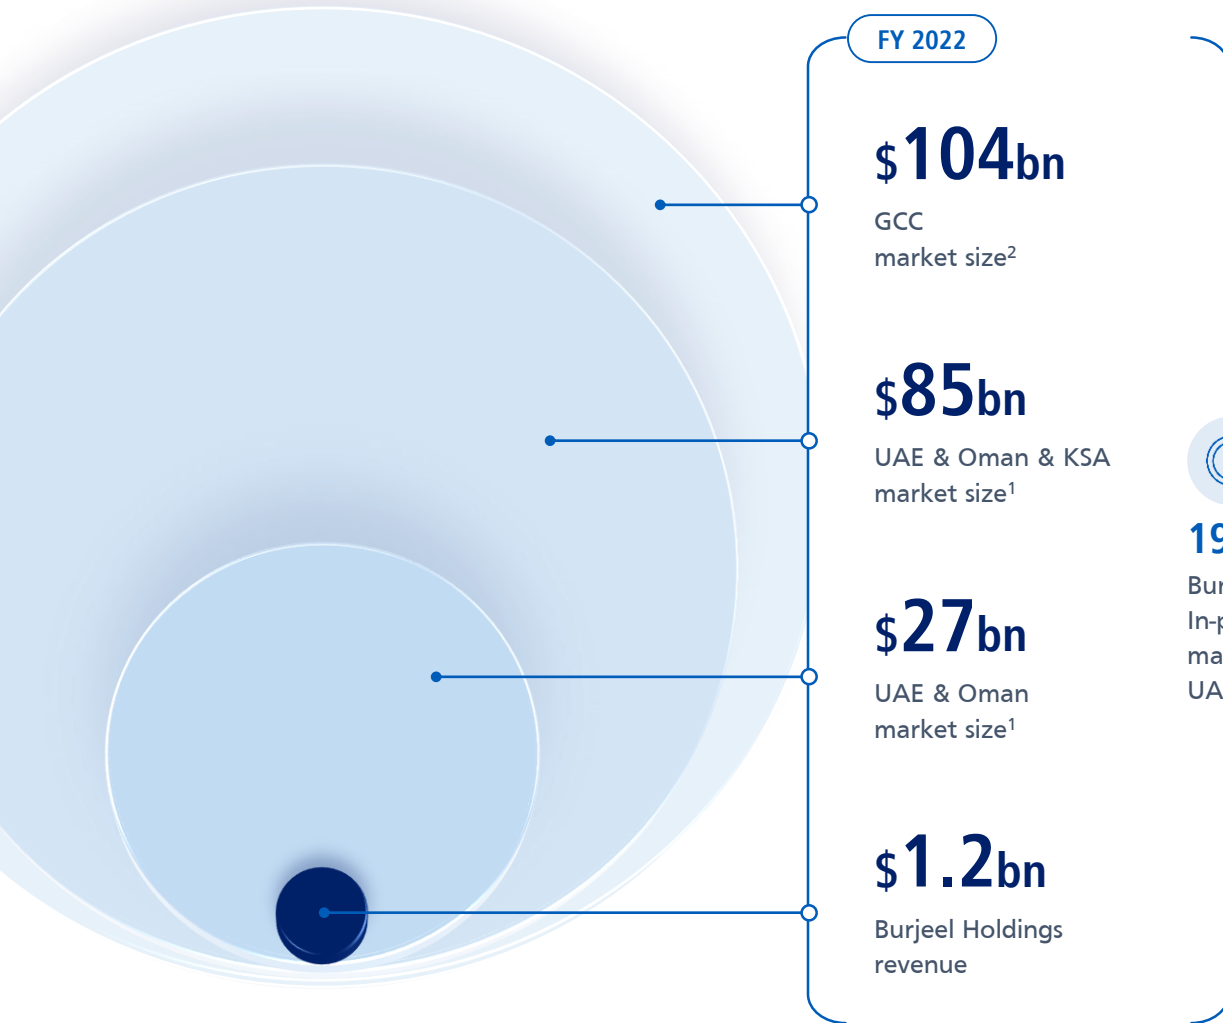 FY 2022
$104bn
GCC
market size²
$85bn
UAE & Oman & KSA
market size¹
$27bn
UAE & Oman
market size¹
$1.2bn
Burjeel Holdings
revenue
19